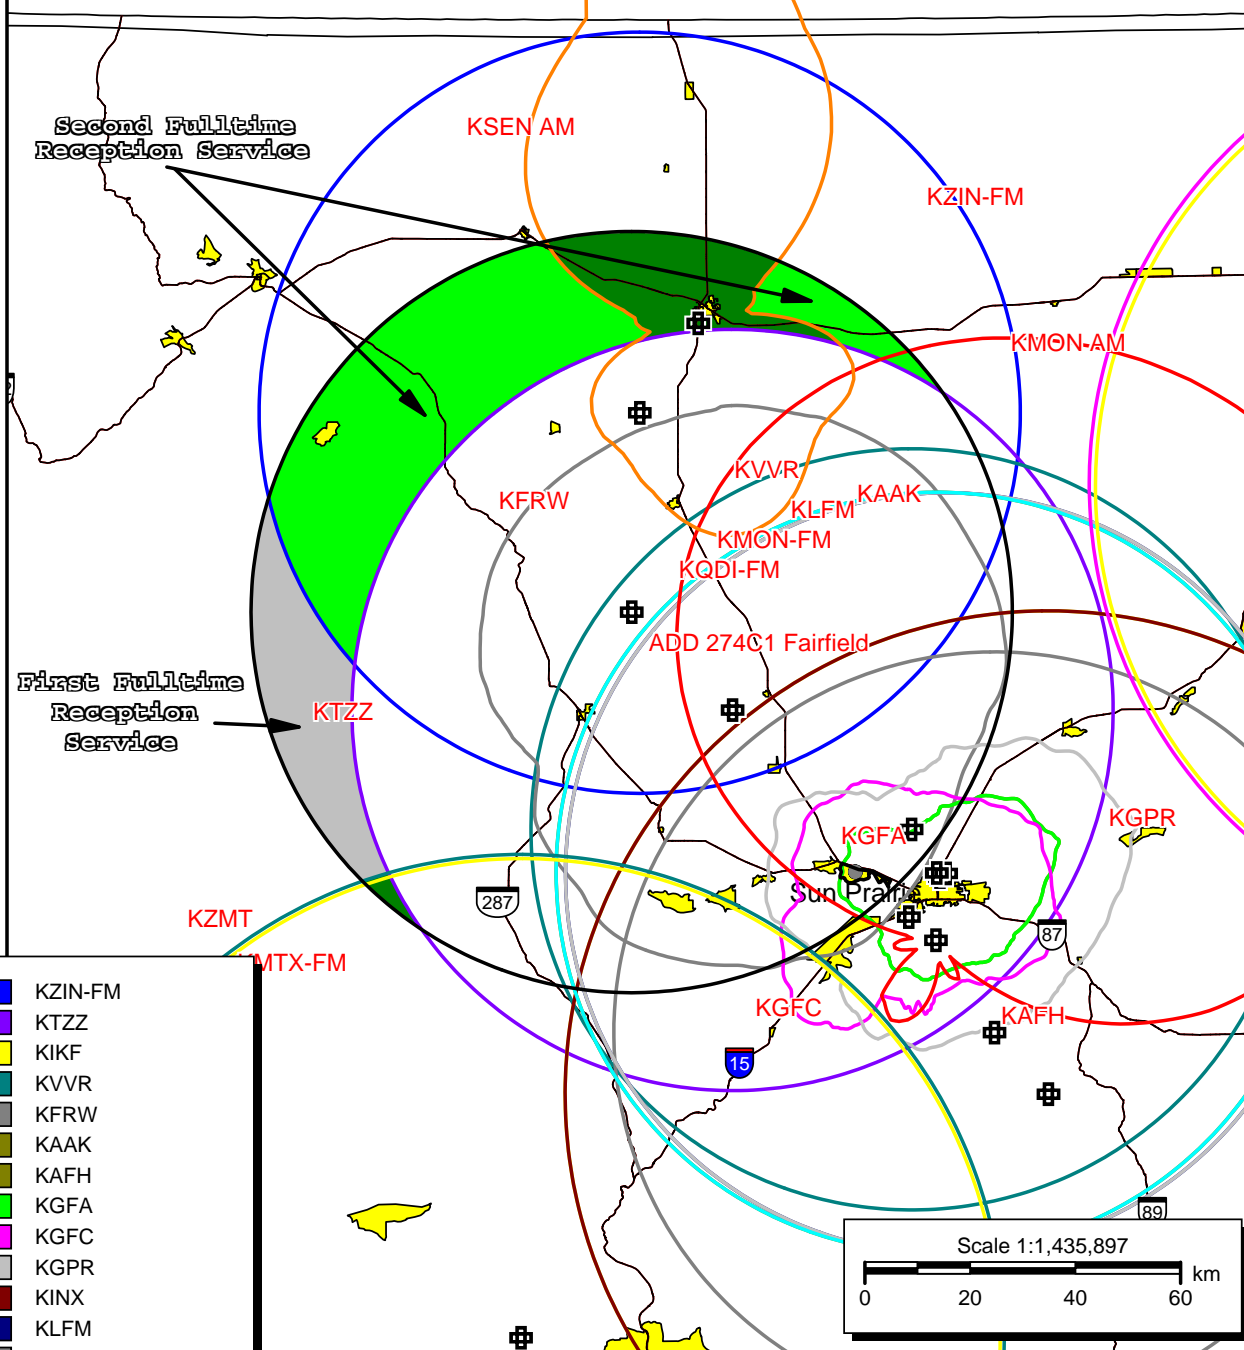 Second Fulltime
Reception Service
KSEN AM
KZIN-FM
KMON-AM
KVVR
KAAK
KFRW
KLFM
KMON-FM
KQDI-FM
ADD 274C1 Fairfield
First Fulltime
Reception
Service
KTZZ
KGPR
KGFA
Sun Prairi
287
KZMT
87
KMTX-FM
KGFC
KAFH
15
89
KZIN-FM
KTZZ
KIKF
KVVR
KFRW
KAAK
KAFH
KGFA
KGFC
KGPR
KINX
KLFM
Scale 1:1,435,897
km
0 20 40 60